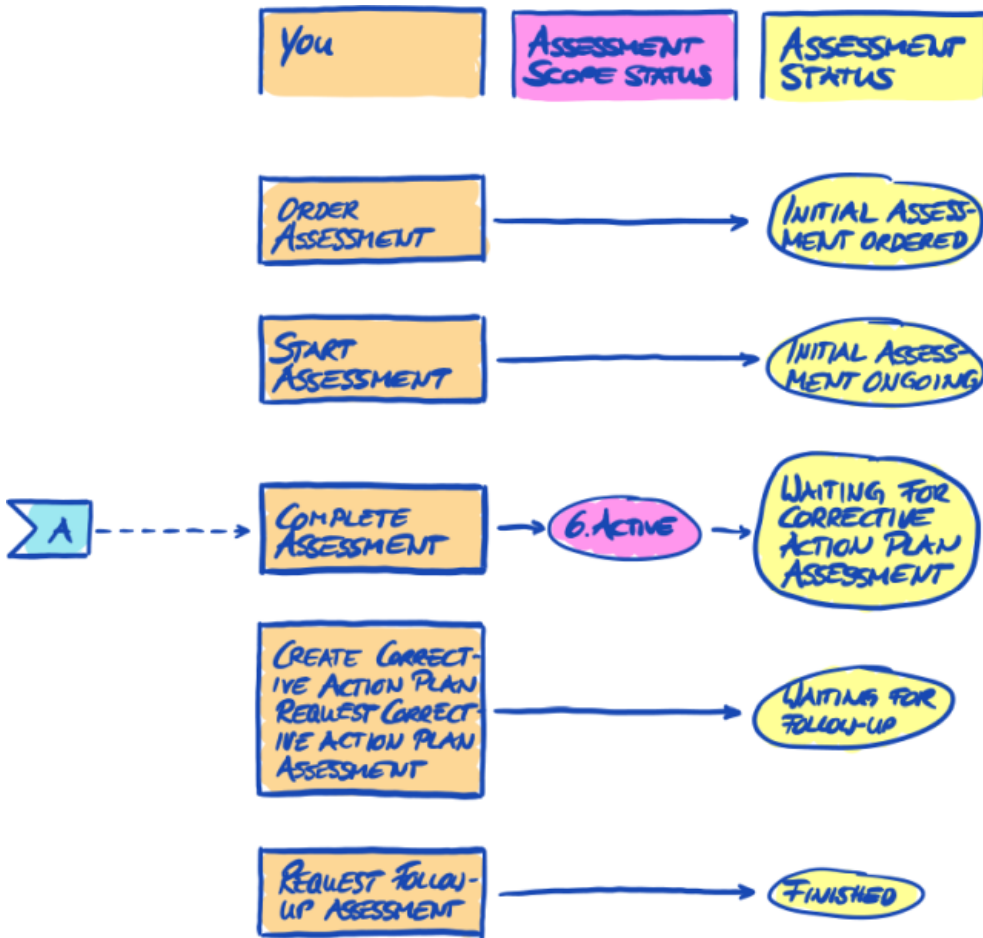 YOU
ASSESSMENT
SCOPE STATUS
ASSESSMENT
STATUS
ORDER
ASSESSMENT
INITIAL ASSESS-
MENT ORDERED
START
ASSESSMENT
INITIAL ASSESS-
MENT ONGOING
A
COMPLETE
ASSESSMENT
6. ACTIVE
WAITING FOR
CORRECTIVE
ACTION PLAN
ASSESSMENT
CREATE CORRECT-
IVE ACTION PLAN
REQUEST CORRECT-
IVE ACTION PLAN
ASSESSMENT
WAITING FOR
FOLLOW-UP
REQUEST FOLLOW-
UP ASSESSMENT
FINISHED